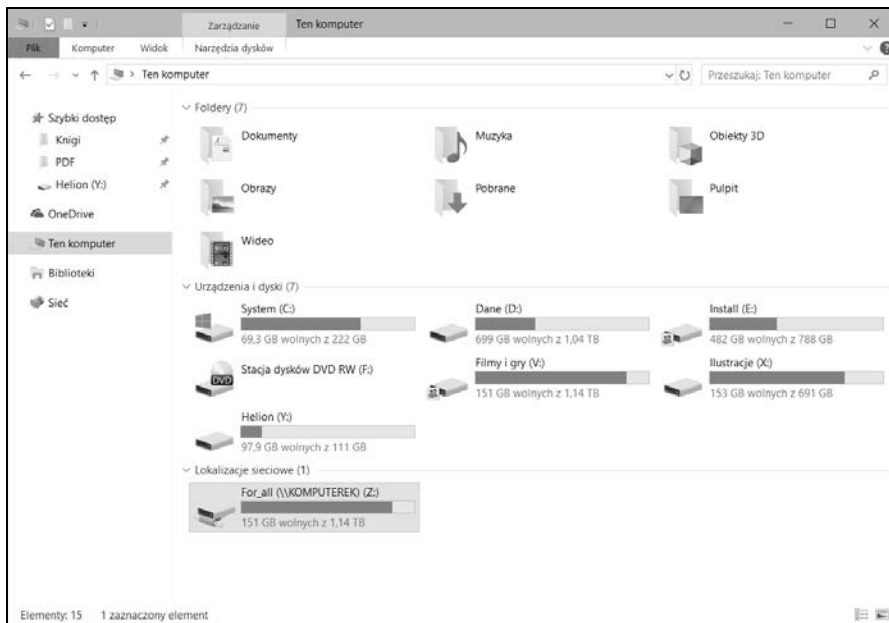 Zarządzanie
Ten komputer
Plik
Komputer
Widok
Narzędzia dysków
Ten komputer
Przeszukaj: Ten komputer
Szybki dostęp
Knigi
PDF
Helion (Y:)
OneDrive
Ten komputer
Biblioteki
Sieć
Foldery (7)
Dokumenty
Muzyka
Obiekty 3D
Obrazy
Pobrane
Pulpit
Wideo
Urządzenia i dyski (7)
System (C:)
69,3 GB wolnych z 222 GB
Dane (D:)
699 GB wolnych z 1,04 TB
Install (E:)
482 GB wolnych z 788 GB
Stacja dysków DVD RW (F:)
DVD
Filmy i gry (V:)
151 GB wolnych z 1,14 TB
Ilustracje (X:)
153 GB wolnych z 691 GB
Helion (Y:)
97,9 GB wolnych z 111 GB
Lokalizacje sieciowe (1)
For_all (\\KOMPUTEREK) (Z:)
151 GB wolnych z 1,14 TB
Elementy: 15
1 zaznaczony element